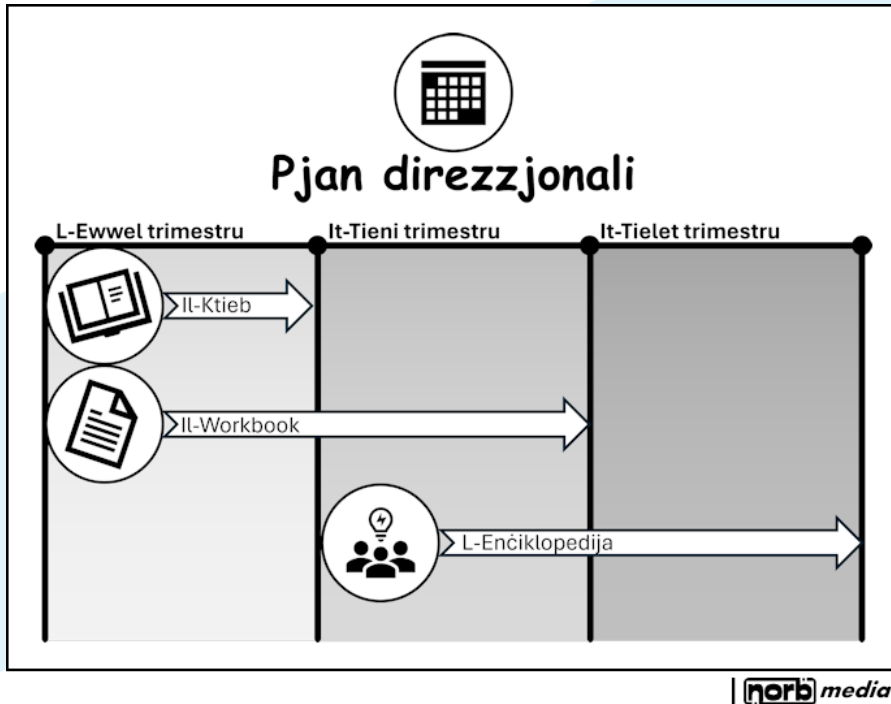 Pjan direzzjonali
L-Ewwel trimestru
It-Tieni trimestru
It-Tielet trimestru
Il-Ktieb
Il-Workbook
L-Enċiklopedija
norb media